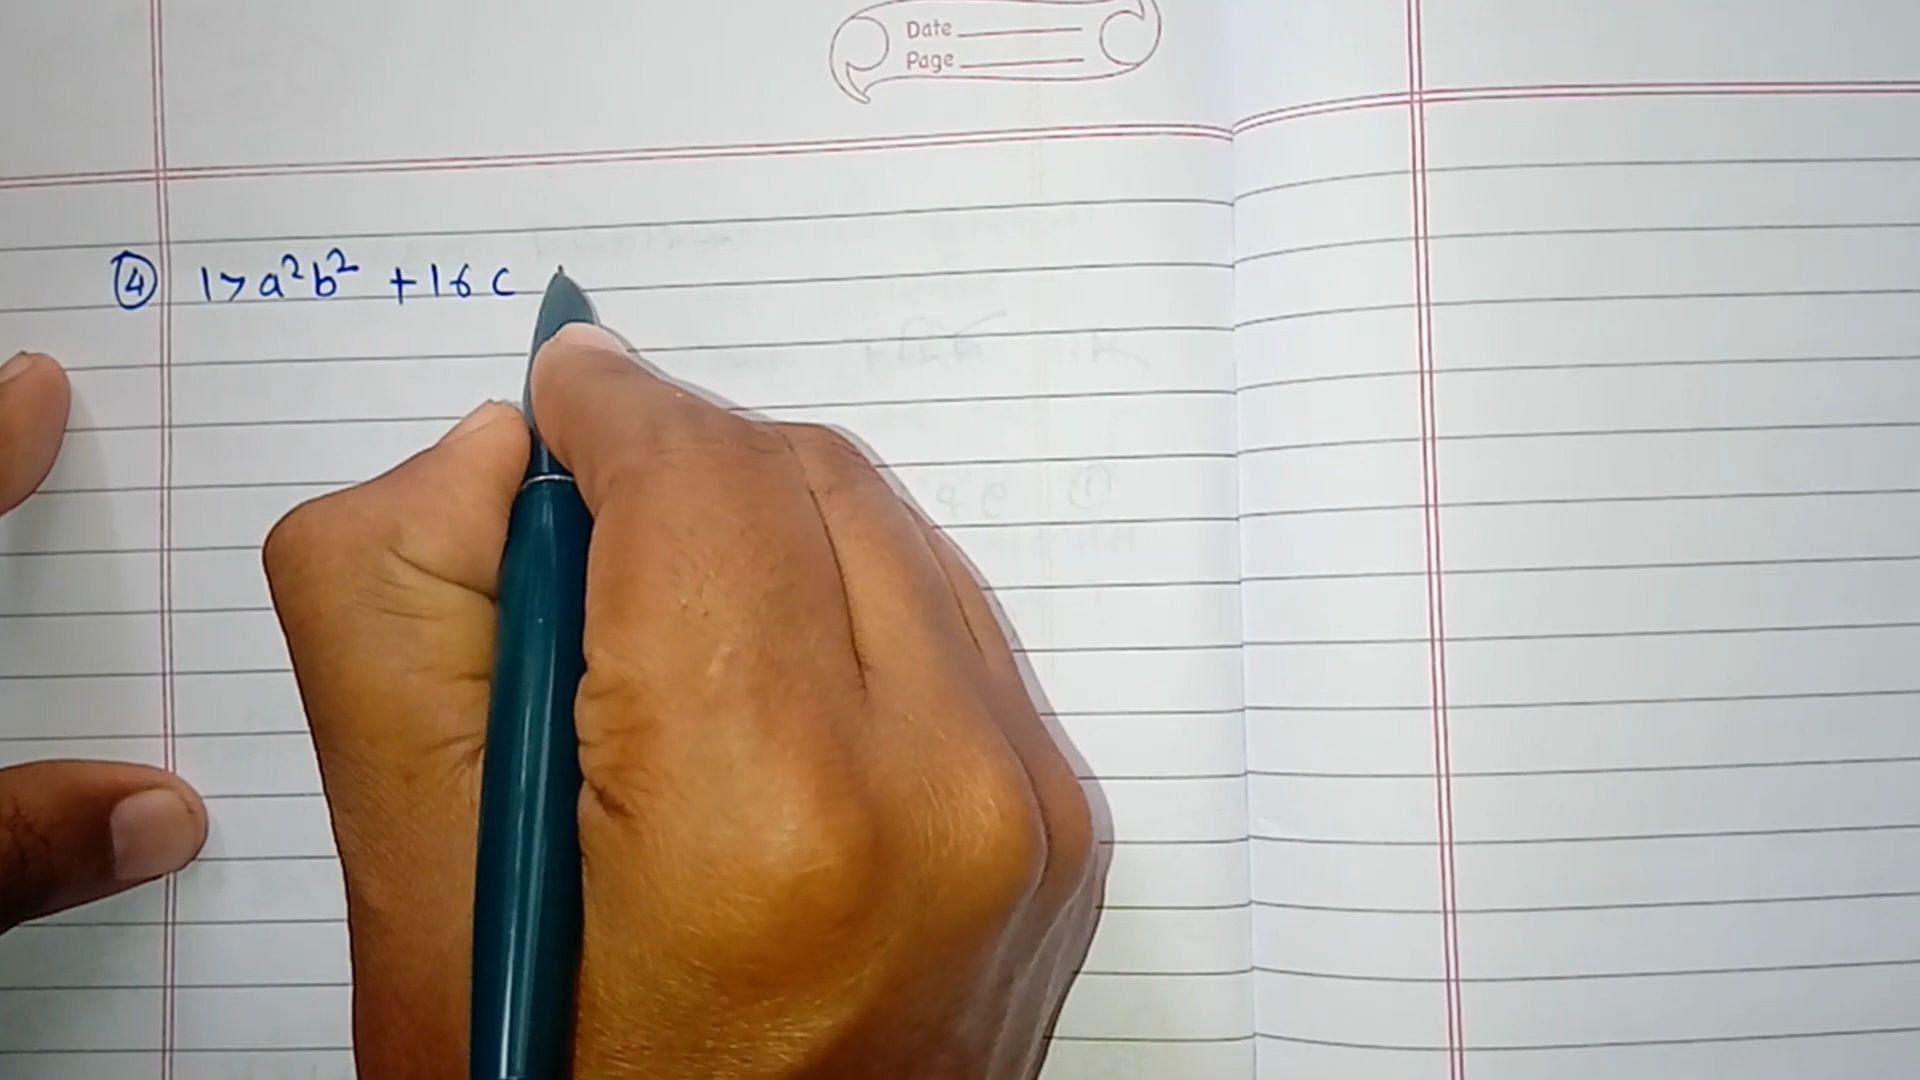 Date
Page
④ 17a²b² + 16c